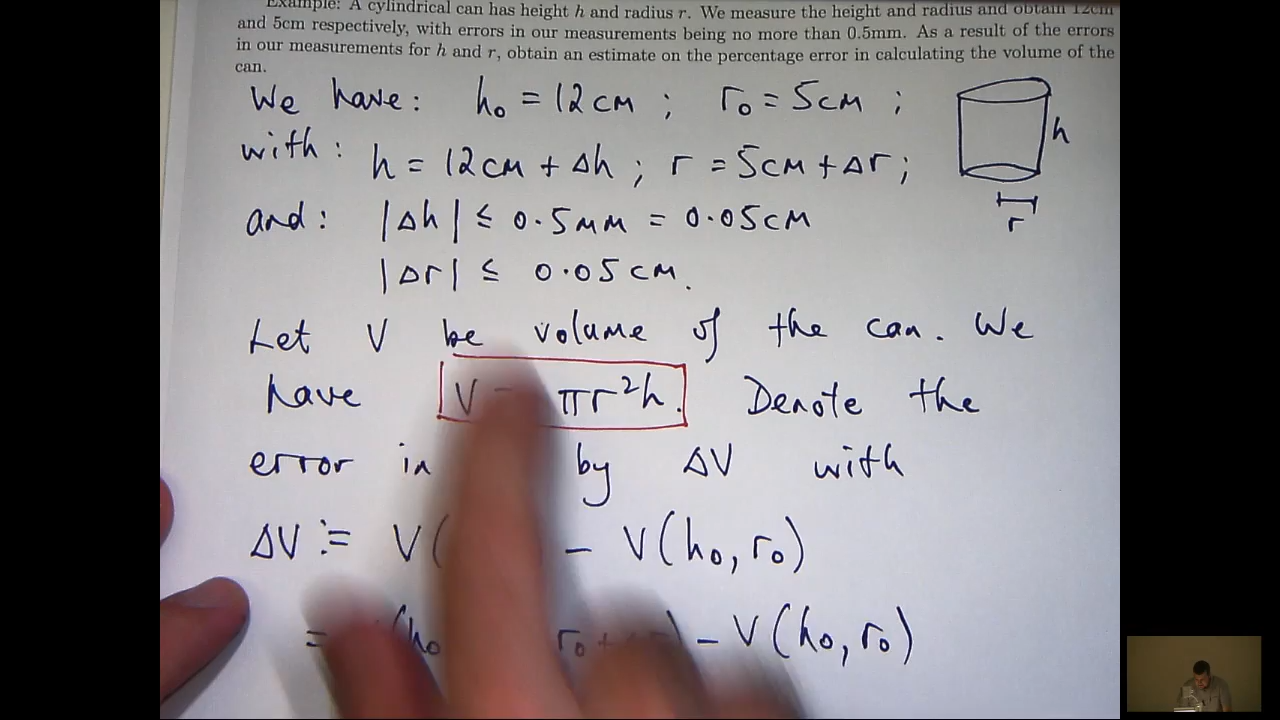 Example: A cylindrical can has height h and radius r. We measure the height and radius and obtain 12cm
and 5cm respectively, with errors in our measurements being no more than 0.5mm. As a result of the errors
in our measurements for h and r, obtain an estimate on the percentage error in calculating the volume of the
can.
We have: h₀ = 12cm ; r₀ = 5cm ;
with: h = 12cm + Δh ; r = 5cm + Δr ;
h
and: |Δh| ≤ 0.5mm = 0.05cm
r
|Δr| ≤ 0.05cm.
Let V be volume of the can. We
have V = πr²h. Denote the
error in by ΔV with
ΔV := V( - V(h₀, r₀)
= (h₀ r₀ + ) - V(h₀, r₀)